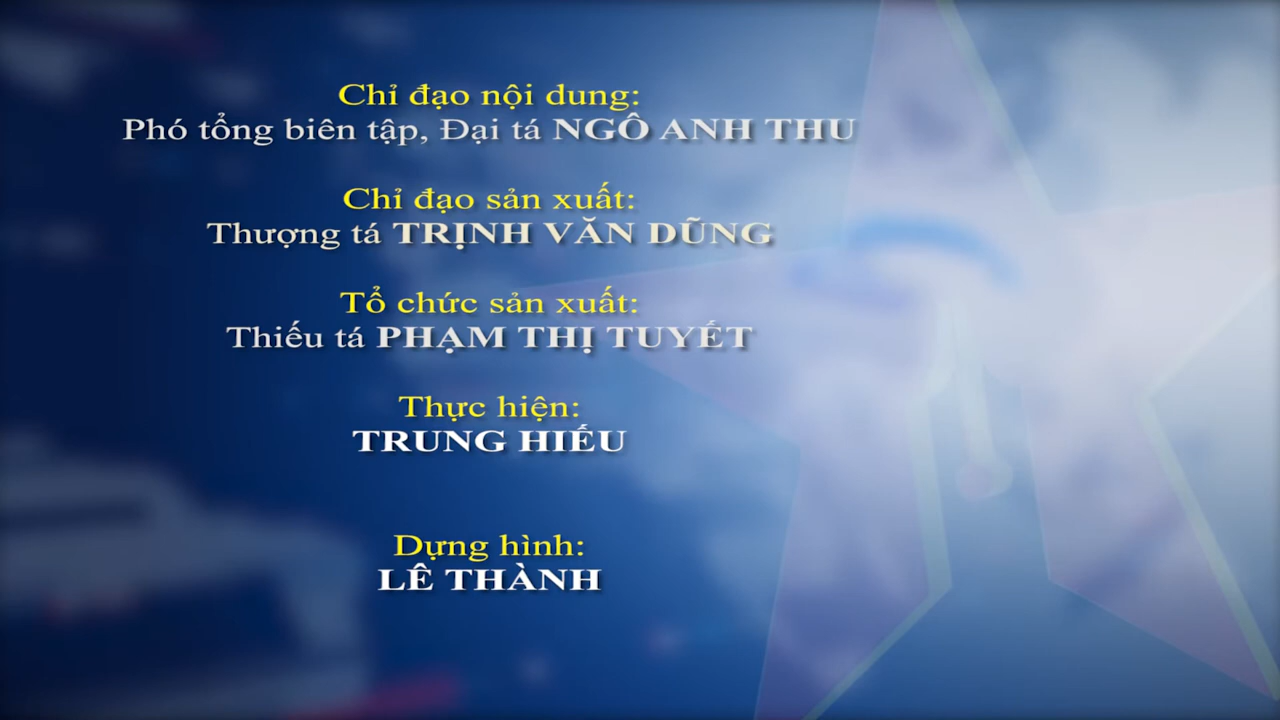 Chỉ đạo nội dung:
Phó tổng biên tập, Đại tá NGÔ ANH THU
Chỉ đạo sản xuất:
Thượng tá TRỊNH VĂN DŨNG
Tổ chức sản xuất:
Thiếu tá PHẠM THỊ TUYẾT
Thực hiện:
TRUNG HIẾU
Dựng hình:
LÊ THÀNH